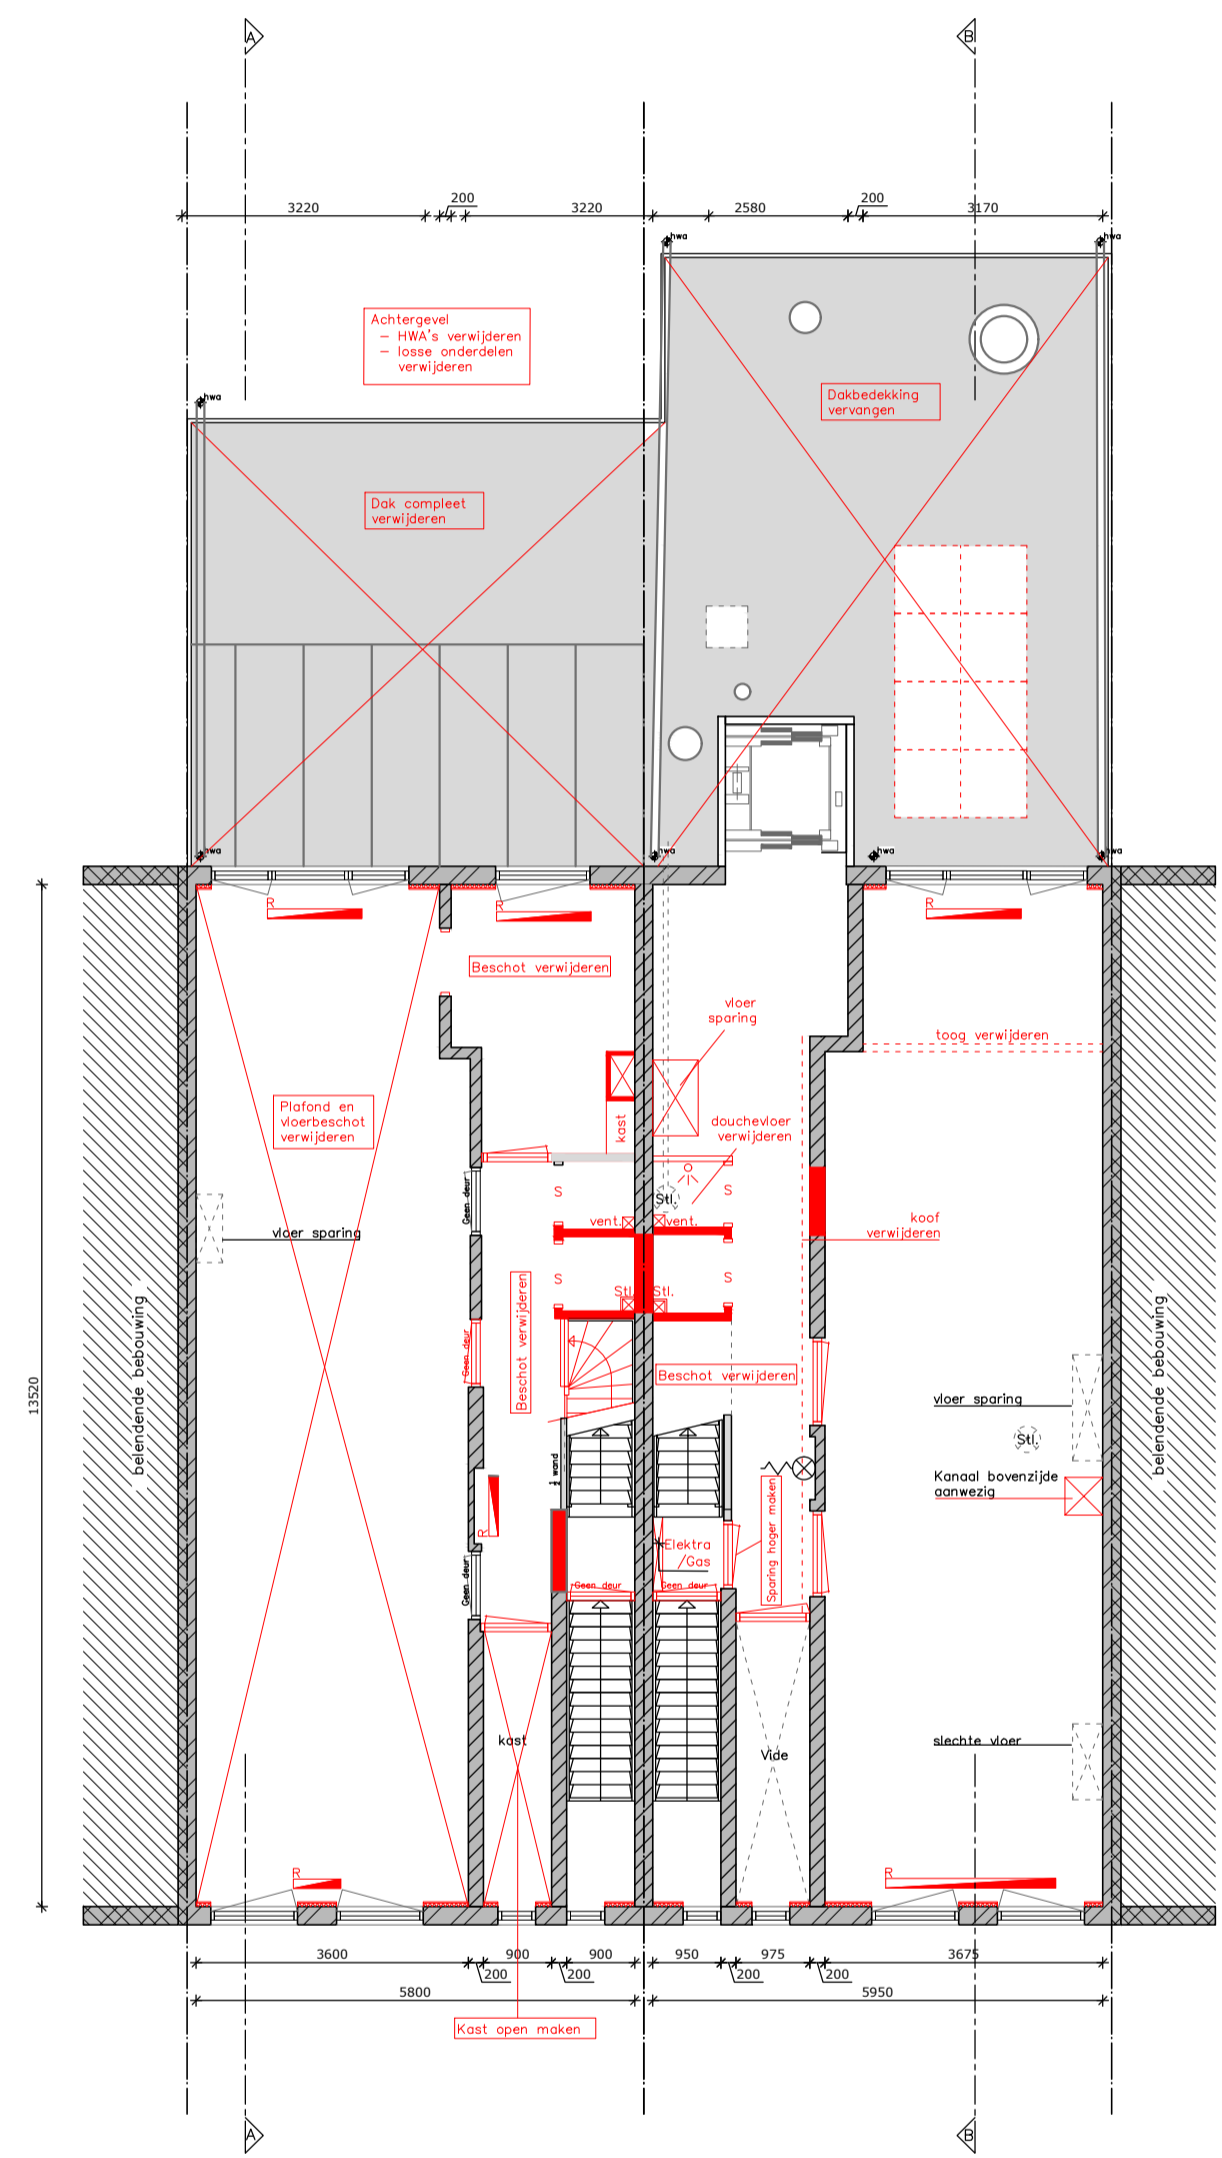 A
B
3220
200
3220
2580
200
3170
hwa
hwa
Achtergevel
– HWA's verwijderen
– losse onderdelen
verwijderen
Dakbedekking
vervangen
hwa
Dak compleet
verwijderen
hwa
hwa
hwa
hwa
R
R
R
Beschot verwijderen
vloer
sparing
toog verwijderen
Plafond en
vloerbeschot
verwijderen
kast
douchevloer
verwijderen
Geen deur
S
Stl.
S
vent.
vent.
vloer sparing
koof
verwijderen
S
S
Stl.
Stl.
Beschot verwijderen
belendende bebouwing
belendende bebouwing
13520
Geen deur
Beschot verwijderen
vloer sparing
Stl.
½ wand
Kanaal bovenzijde
aanwezig
R
Sparing hoger maken
Elektra
/Gas
Geen deur
Geen deur
Geen deur
kast
Vide
slechte vloer
R
R
3600
900
900
950
975
3675
200
200
200
200
5800
5950
Kast open maken
A
B